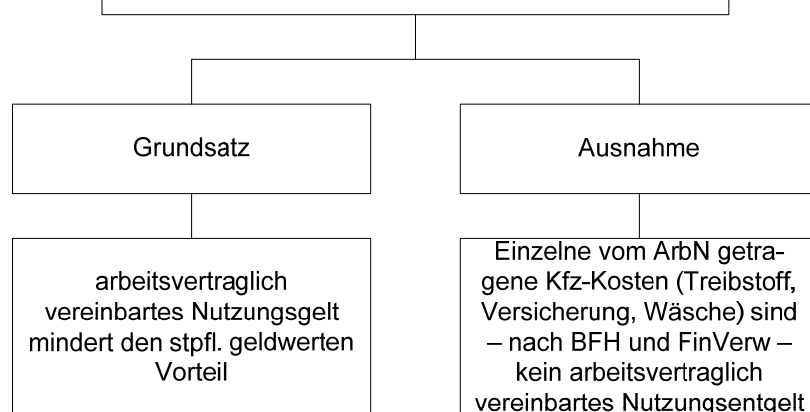 Grundsatz
Ausnahme
arbeitsvertraglich
vereinbartes Nutzungsgelt
mindert den stpfl. geldwerten
Vorteil
Einzelne vom ArbN getra-
gene Kfz-Kosten (Treibstoff,
Versicherung, Wäsche) sind
– nach BFH und FinVerw –
kein arbeitsvertraglich
vereinbartes Nutzungsentgelt